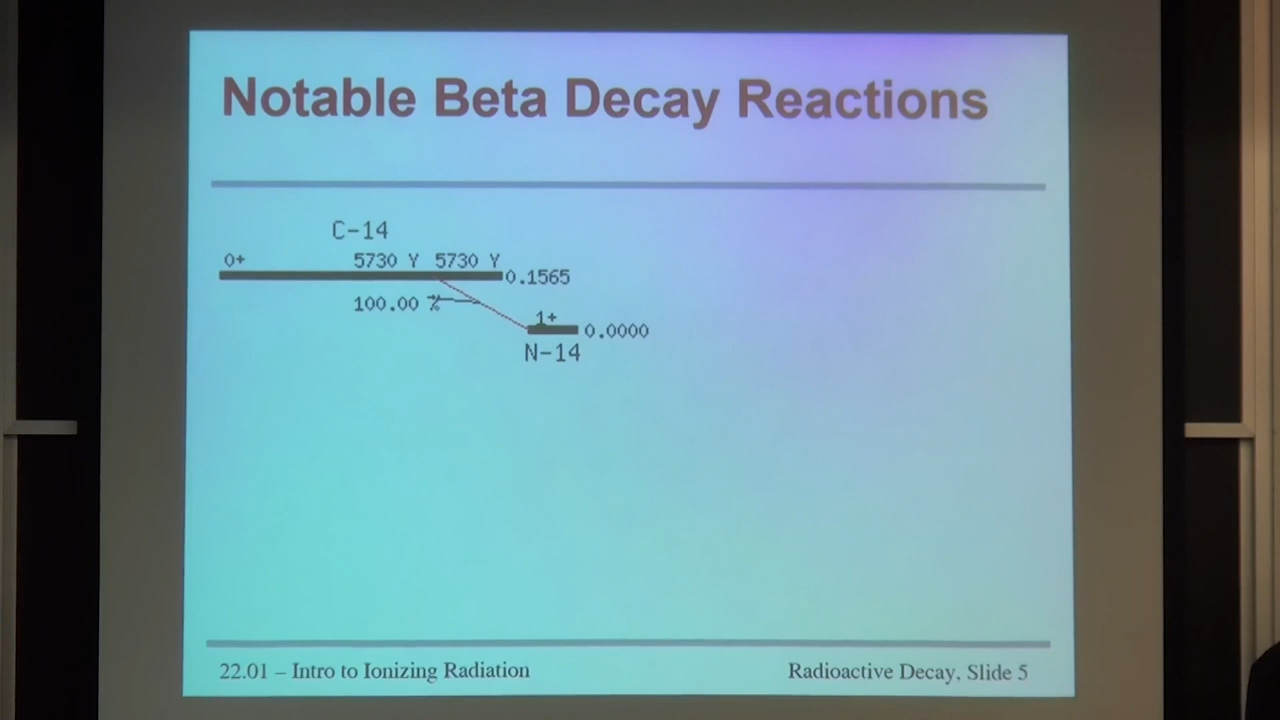 Notable Beta Decay Reactions
C-14
0+ 5730 Y 5730 Y
0.1565
100.00 %
1+
0.0000
N-14
22.01 – Intro to Ionizing Radiation
Radioactive Decay, Slide 5